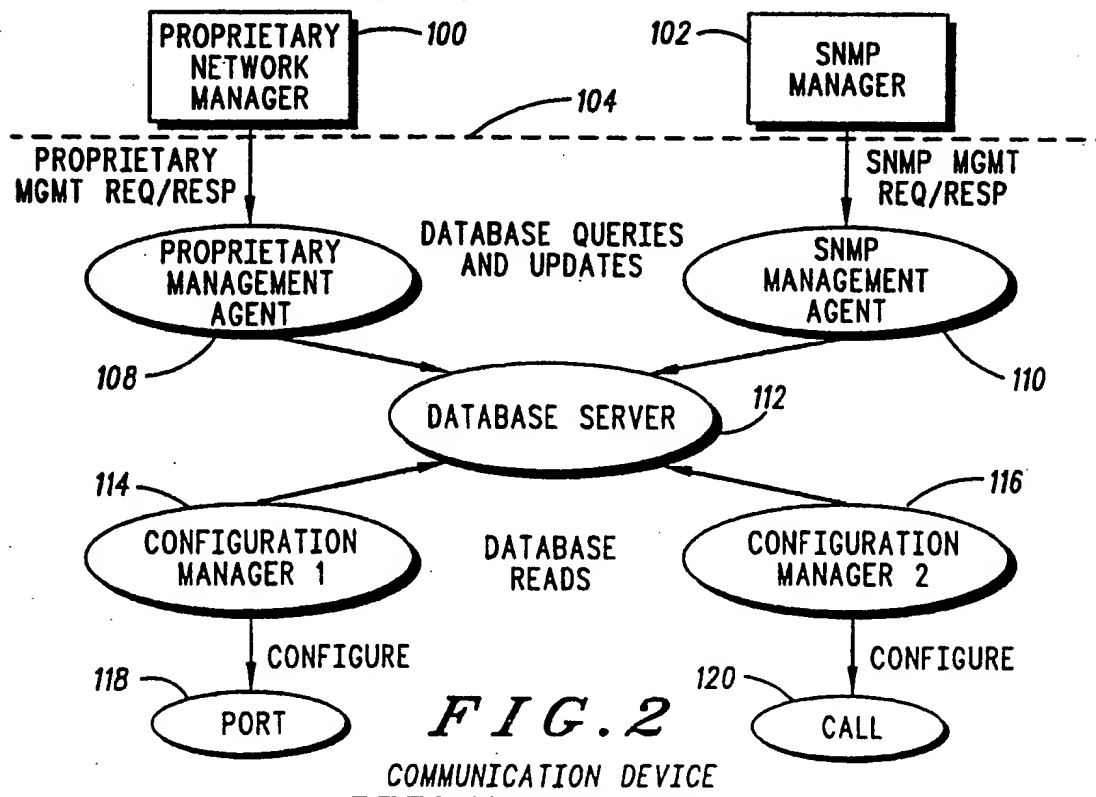 PROPRIETARY
NETWORK
MANAGER
100
102
SNMP
MANAGER
104
PROPRIETARY
MGMT REQ/RESP
SNMP MGMT
REQ/RESP
DATABASE QUERIES
AND UPDATES
PROPRIETARY
MANAGEMENT
AGENT
SNMP
MANAGEMENT
AGENT
108
110
DATABASE SERVER
112
114
116
CONFIGURATION
MANAGER 1
DATABASE
READS
CONFIGURATION
MANAGER 2
CONFIGURE
CONFIGURE
118
120
PORT
CALL
FIG.2
COMMUNICATION DEVICE